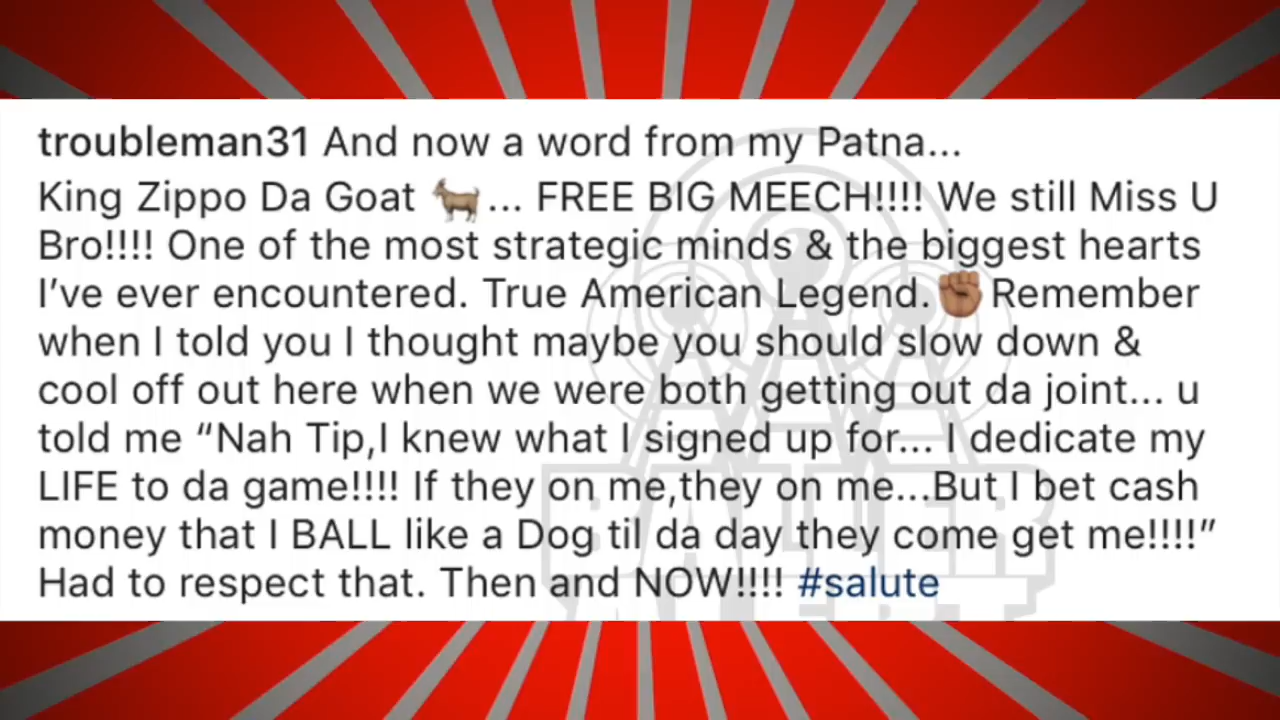 troubleman31 And now a word from my Patna...
King Zippo Da Goat 🐐... FREE BIG MEECH!!!! We still Miss U
Bro!!!! One of the most strategic minds & the biggest hearts
I’ve ever encountered. True American Legend.✊🏾Remember
when I told you I thought maybe you should slow down &
cool off out here when we were both getting out da joint... u
told me “Nah Tip,I knew what I signed up for... I dedicate my
LIFE to da game!!!! If they on me,they on me...But I bet cash
money that I BALL like a Dog til da day they come get me!!!!”
Had to respect that. Then and NOW!!!! #salute